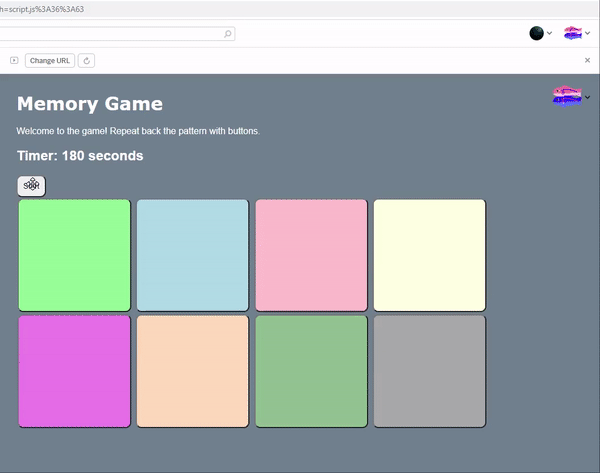 h=script.js%3A36%3A63
Change URL
Memory Game
Welcome to the game! Repeat back the pattern with buttons.
Timer: 180 seconds